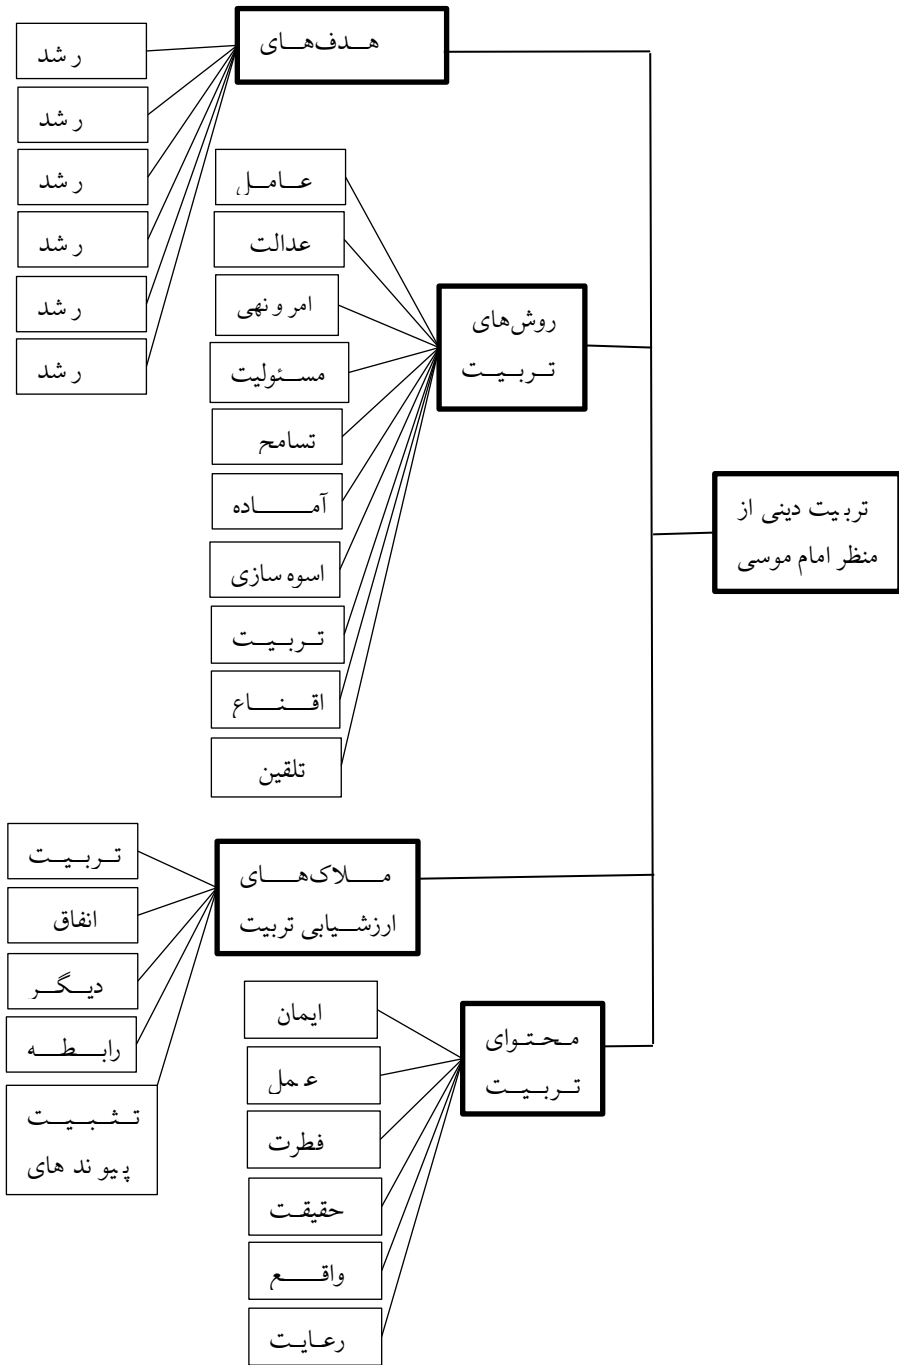 تربیت دینی از
منظر امام موسی
هدف‌های
رشد
رشد
رشد
رشد
رشد
رشد
روش‌های
تربیت
عامل
عدالت
امر و نهی
مسئولیت
تسامح
آماده
اسوه سازی
تربیت
اقناع
تلقین
ملاک‌های
ارزشیابی تربیت
تربیت
انفاق
دیگر
رابطه
تثبیت
پیوند های
محتوای
تربیت
ایمان
عمل
فطرت
حقیقت
واقع
رعایت